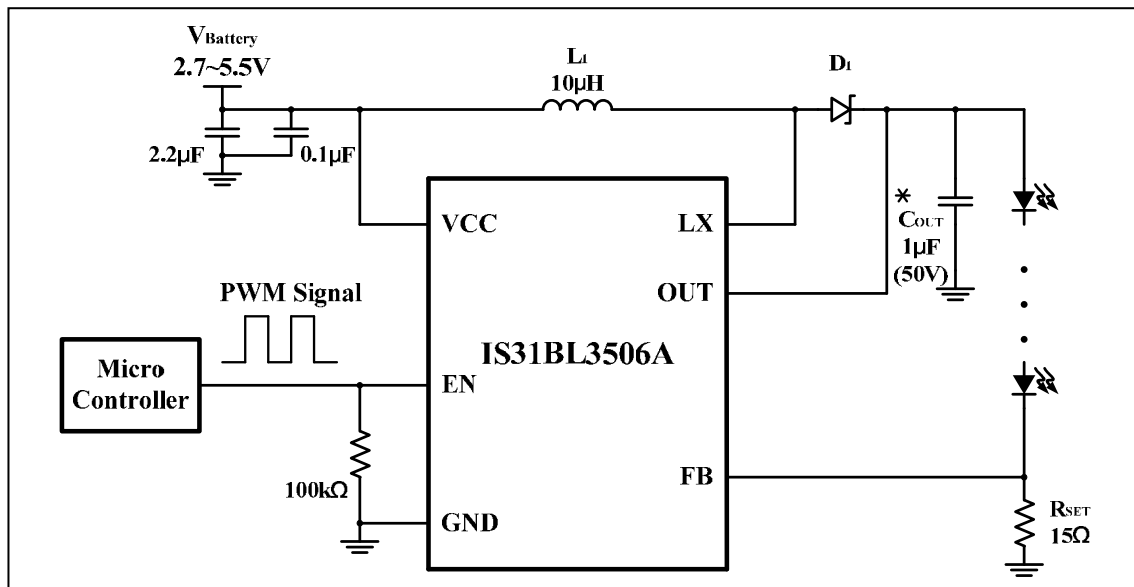 VBattery
2.7~5.5V
2.2µF
0.1µF
L1
10µH
D1
VCC
LX
*
COUT
1µF
(50V)
OUT
PWM Signal
IS31BL3506A
Micro
Controller
EN
100kΩ
FB
GND
RSET
15Ω